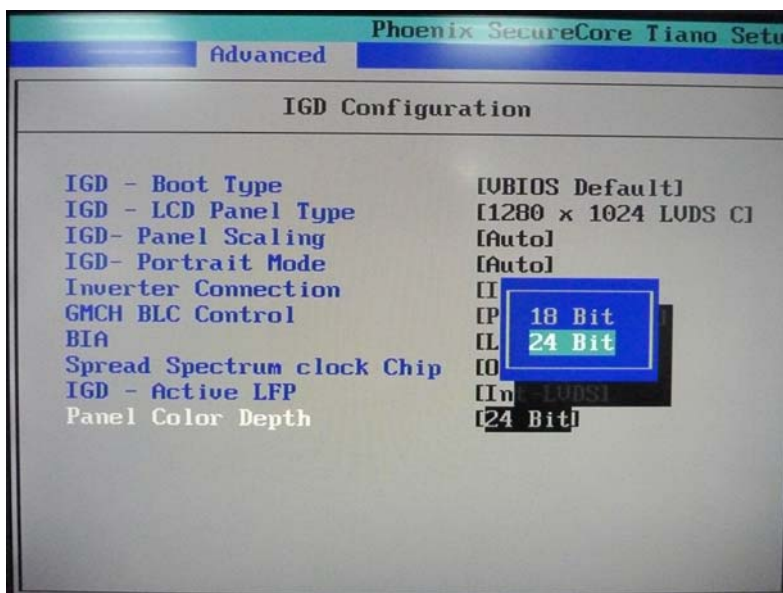 Phoenix SecureCore Tiano Setu
Advanced
IGD Configuration
IGD - Boot Type [VBIOS Default]
IGD - LCD Panel Type [1280 x 1024 LVDS C]
IGD- Panel Scaling [Auto]
IGD- Portrait Mode [Auto]
Inverter Connection [I
GMCH BLC Control [P
18 Bit
BIA [L
24 Bit
Spread Spectrum clock Chip [O
IGD - Active LFP [Int-LVDS]
Panel Color Depth [24 Bit]